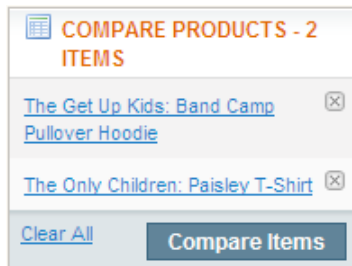 COMPARE PRODUCTS - 2
ITEMS
The Get Up Kids: Band Camp
Pullover Hoodie
The Only Children: Paisley T-Shirt
Clear All
Compare Items